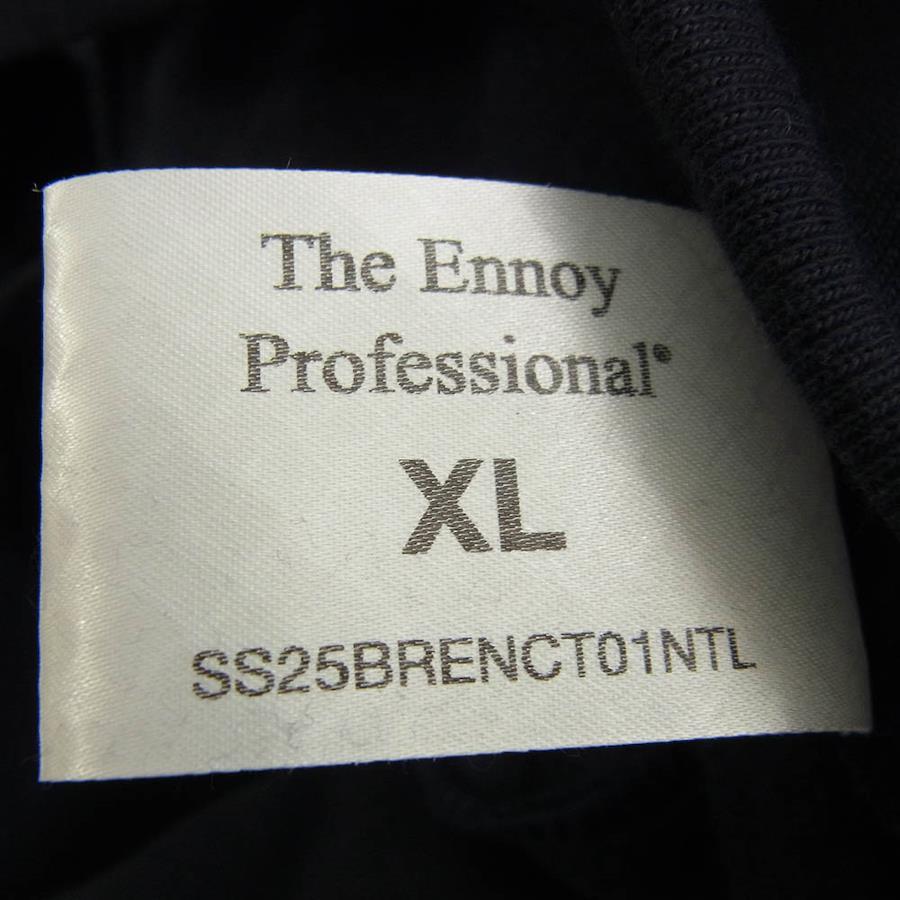 The Ennoy
Professional®
XL
SS25BRENCT01NTL